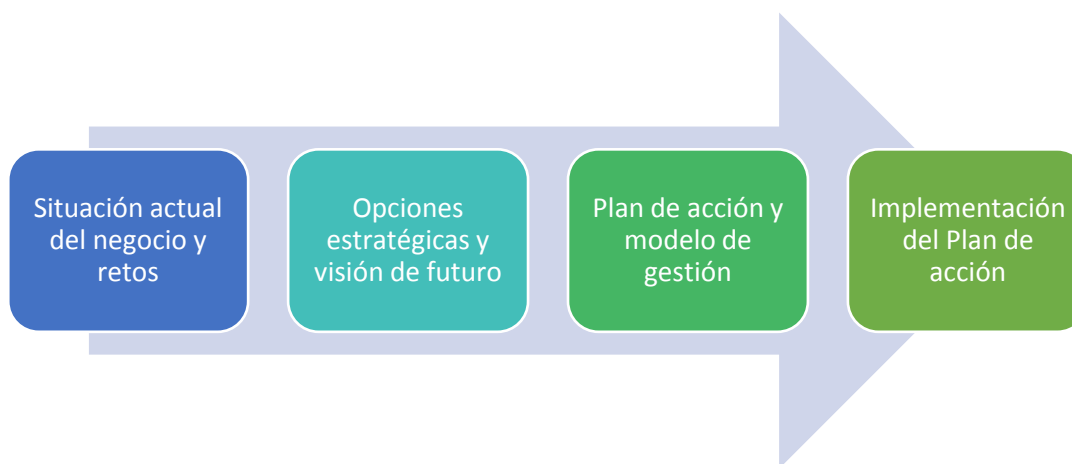 Situación actual
del negocio y
retos
Opciones
estratégicas y
visión de futuro
Plan de acción y
modelo de
gestión
Implementación
del Plan de
acción